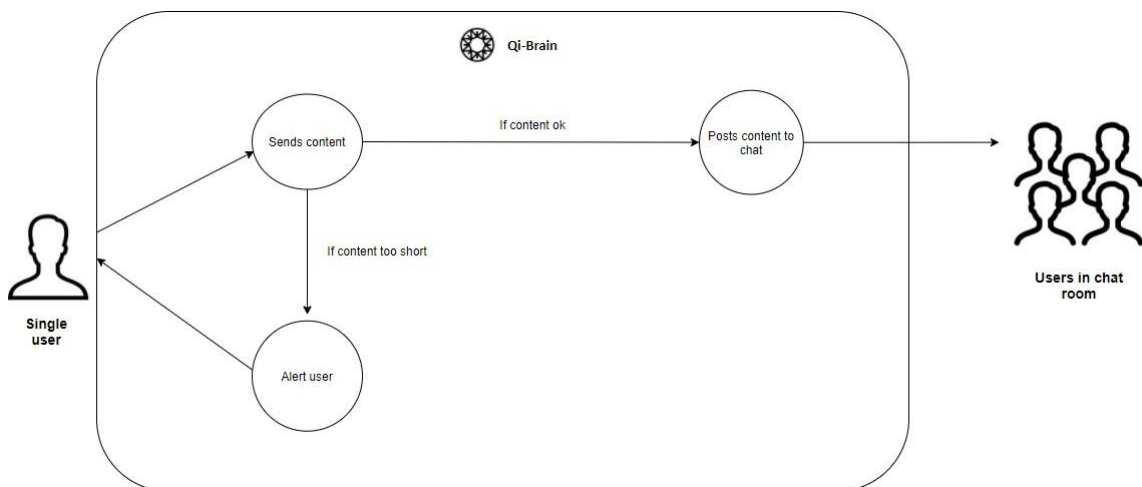 Qi-Brain
If content ok
Sends content
Posts content to
chat
If content too short
Users in chat
room
Single
user
Alert user